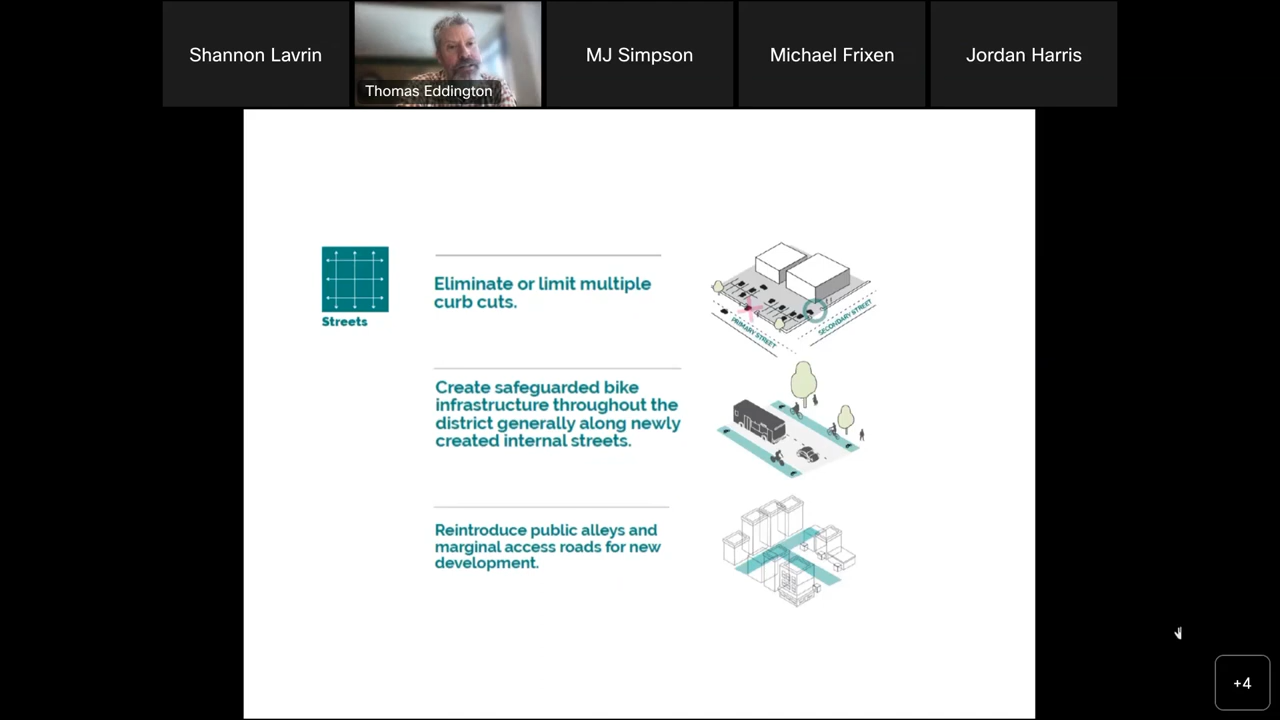 Shannon Lavrin
Thomas Eddington
MJ Simpson
Michael Frixen
Jordan Harris
Streets
Eliminate or limit multiple
curb cuts.
PRIMARY STREET
SECONDARY STREET
Create safeguarded bike
infrastructure throughout the
district generally along newly
created internal streets.
Reintroduce public alleys and
marginal access roads for new
development.
+4